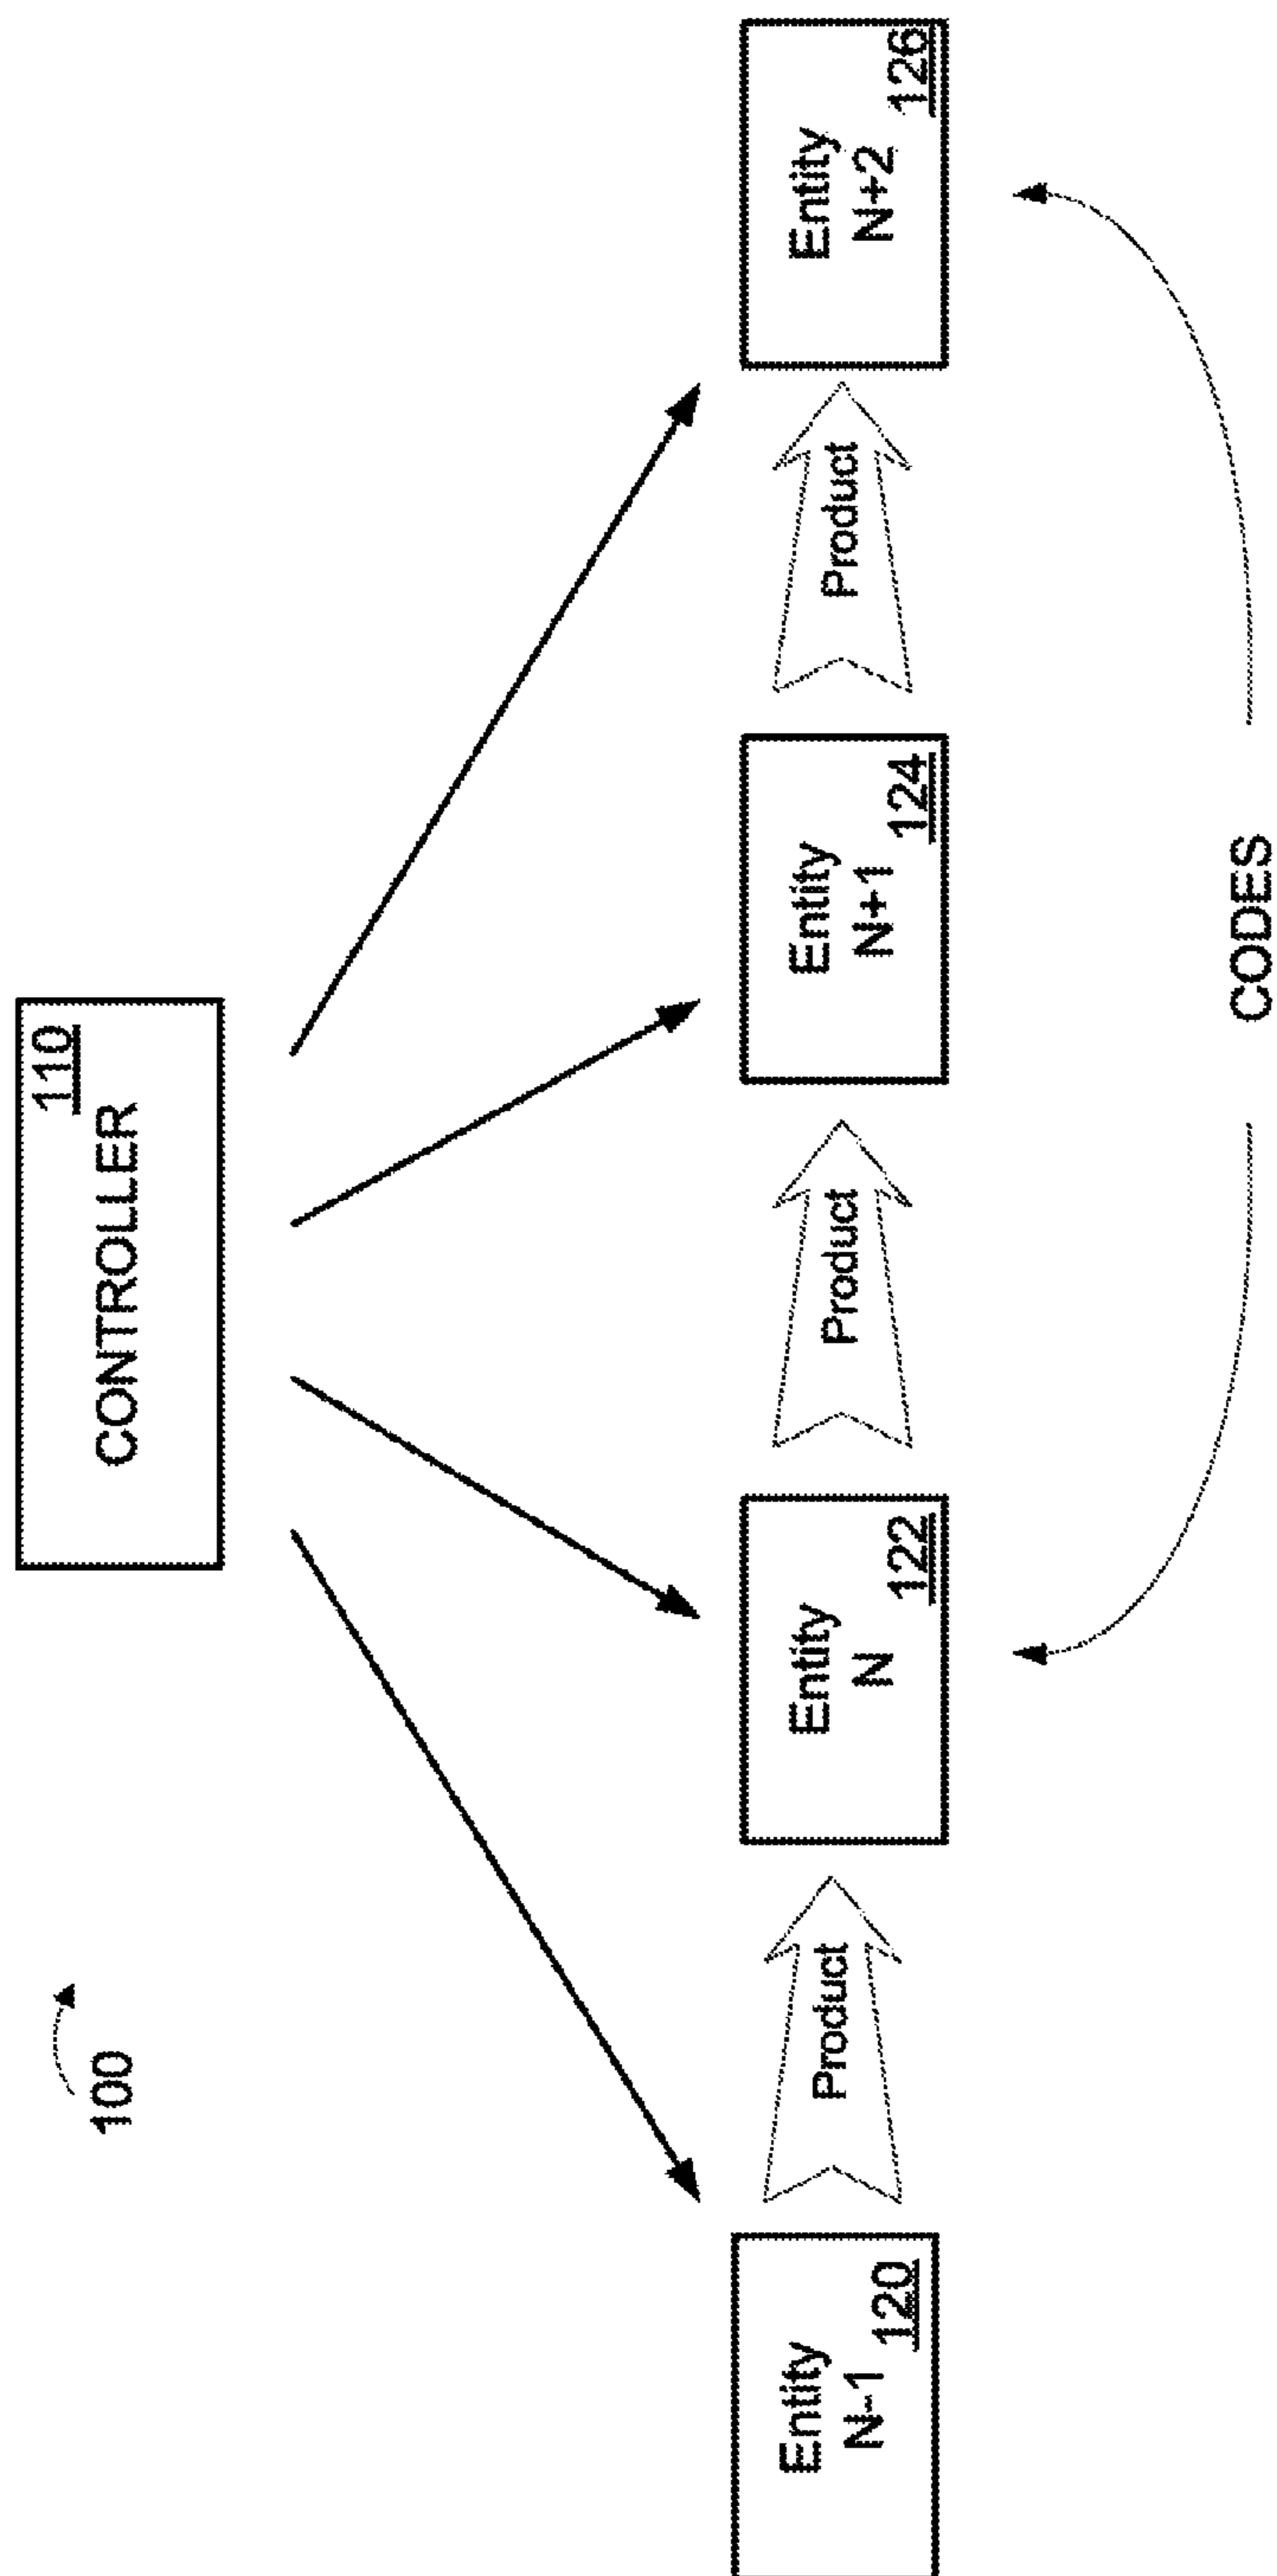 100
110
CONTROLLER
Entity
N-1
120
Product
Entity
N
122
Product
Entity
N+1
124
Product
Entity
N+2
126
CODES